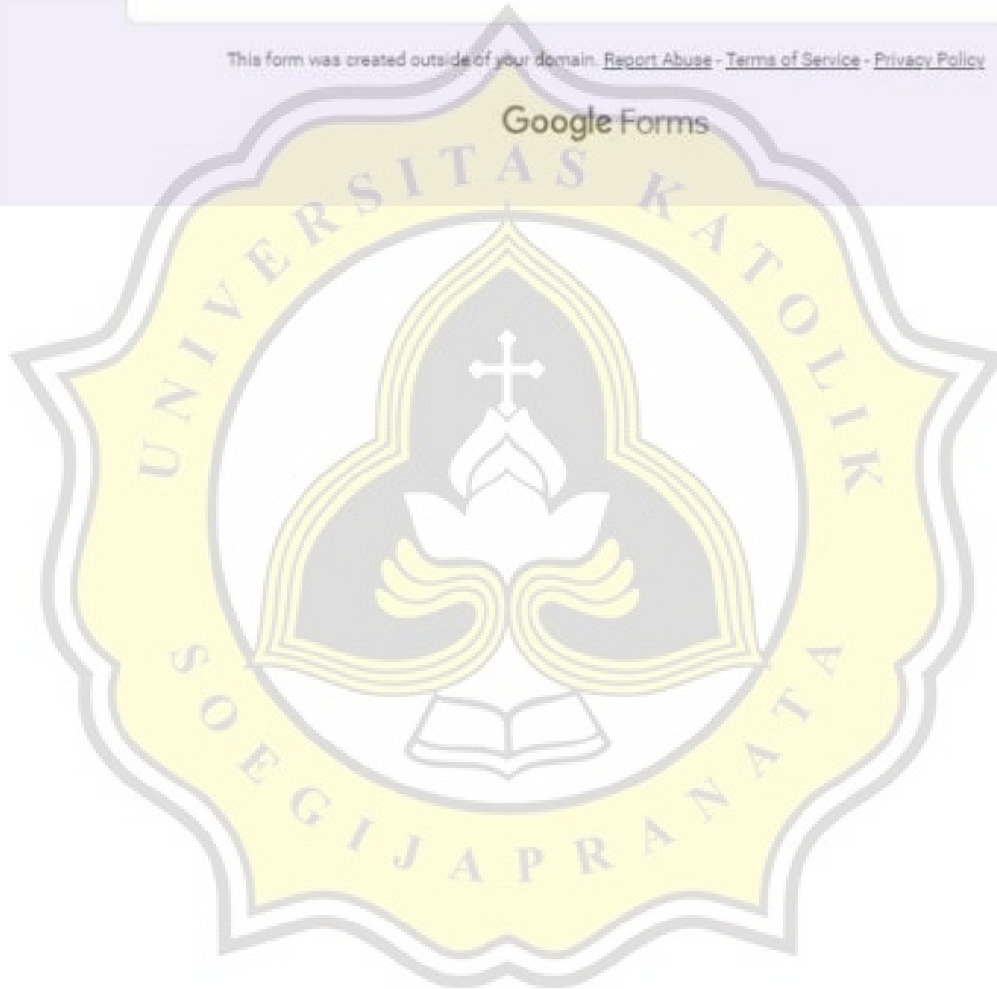 This form was created outside of your domain. Report Abuse - Terms of Service - Privacy Policy
Google Forms
UNIVERSITAS KATOLIK
SOEGIJAPRANATA